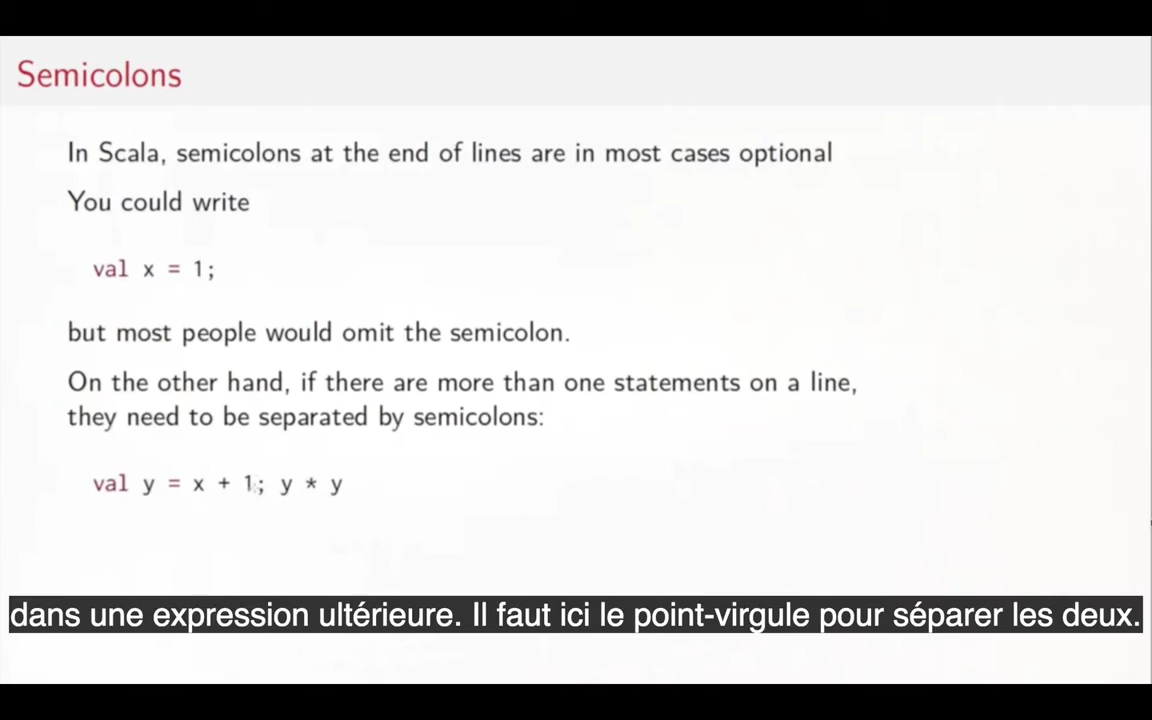 Semicolons
In Scala, semicolons at the end of lines are in most cases optional
You could write
val x = 1;
but most people would omit the semicolon.
On the other hand, if there are more than one statements on a line,
they need to be separated by semicolons:
val y = x + 1; y * y
dans une expression ultérieure. Il faut ici le point-virgule pour séparer les deux.